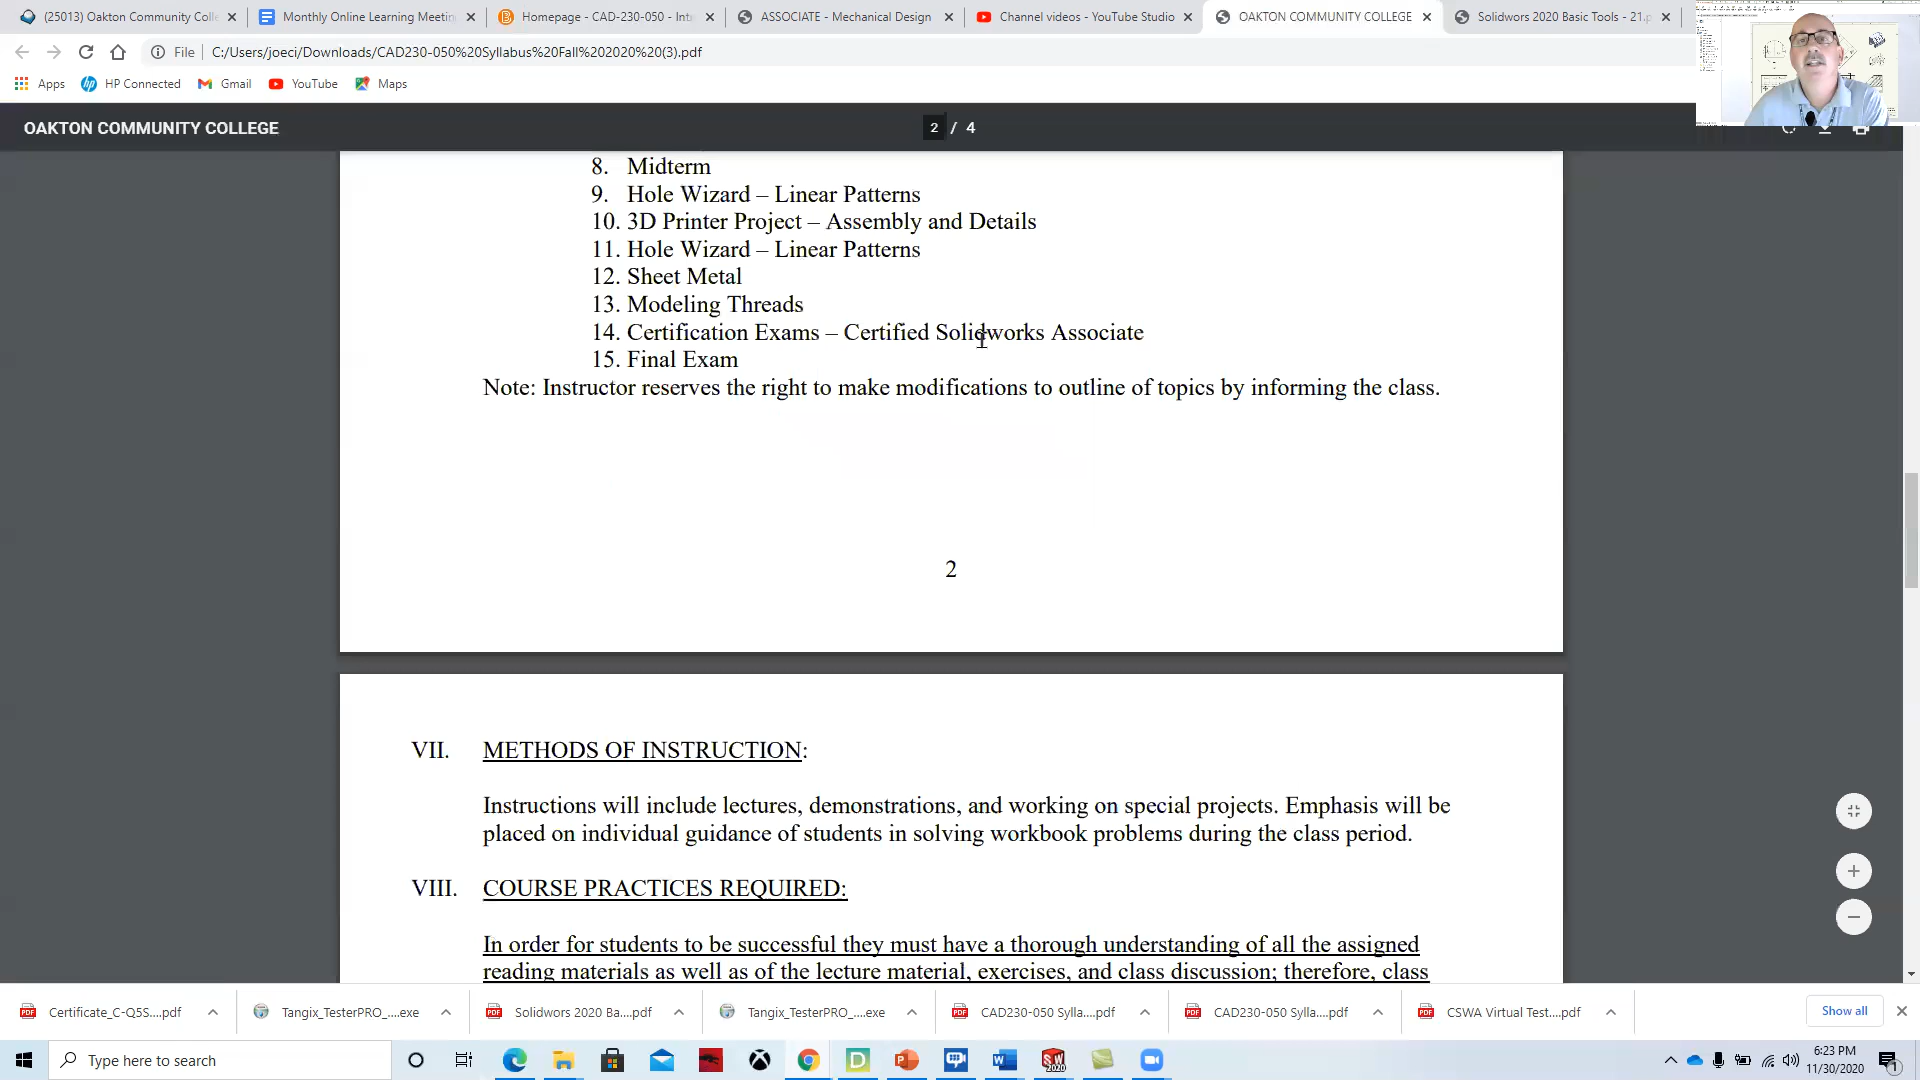 (25013) Oakton Community Colle
Monthly Online Learning Meetin
Homepage - CAD-230-050 - Int
ASSOCIATE - Mechanical Design
Channel videos - YouTube Studio
OAKTON COMMUNITY COLLEGE
Solidwors 2020 Basic Tools - 21.p
File C:/Users/joeci/Downloads/CAD230-050%20Syllabus%20Fall%202020%20(3).pdf
Apps HP Connected Gmail YouTube Maps
OAKTON COMMUNITY COLLEGE
2 / 4
8. Midterm
9. Hole Wizard – Linear Patterns
10. 3D Printer Project – Assembly and Details
11. Hole Wizard – Linear Patterns
12. Sheet Metal
13. Modeling Threads
14. Certification Exams – Certified Solidworks Associate
15. Final Exam
Note: Instructor reserves the right to make modifications to outline of topics by informing the class.
2
VII. METHODS OF INSTRUCTION:
Instructions will include lectures, demonstrations, and working on special projects. Emphasis will be
placed on individual guidance of students in solving workbook problems during the class period.
VIII. COURSE PRACTICES REQUIRED:
In order for students to be successful they must have a thorough understanding of all the assigned
reading materials as well as of the lecture material, exercises, and class discussion; therefore, class
Certificate_C-Q5S....pdf
Tangix_TesterPRO_....exe
Solidwors 2020 Ba....pdf
Tangix_TesterPRO_....exe
CAD230-050 Sylla....pdf
CAD230-050 Sylla....pdf
CSWA Virtual Test....pdf
Show all
Type here to search
6:23 PM
11/30/2020